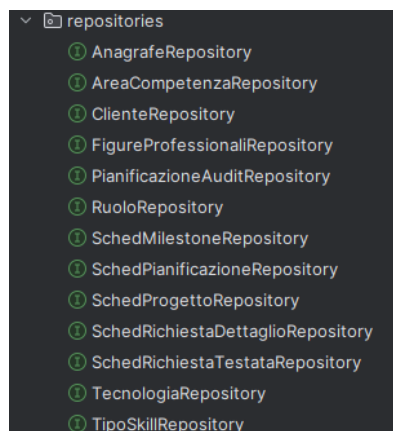 repositories
AnagrafeRepository
AreaCompetenzaRepository
ClienteRepository
FigureProfessionaliRepository
PianificazioneAuditRepository
RuoloRepository
SchedMilestoneRepository
SchedPianificazioneRepository
SchedProgettoRepository
SchedRichiestaDettaglioRepository
SchedRichiestaTestataRepository
TecnologiaRepository
TipoSkillRepository